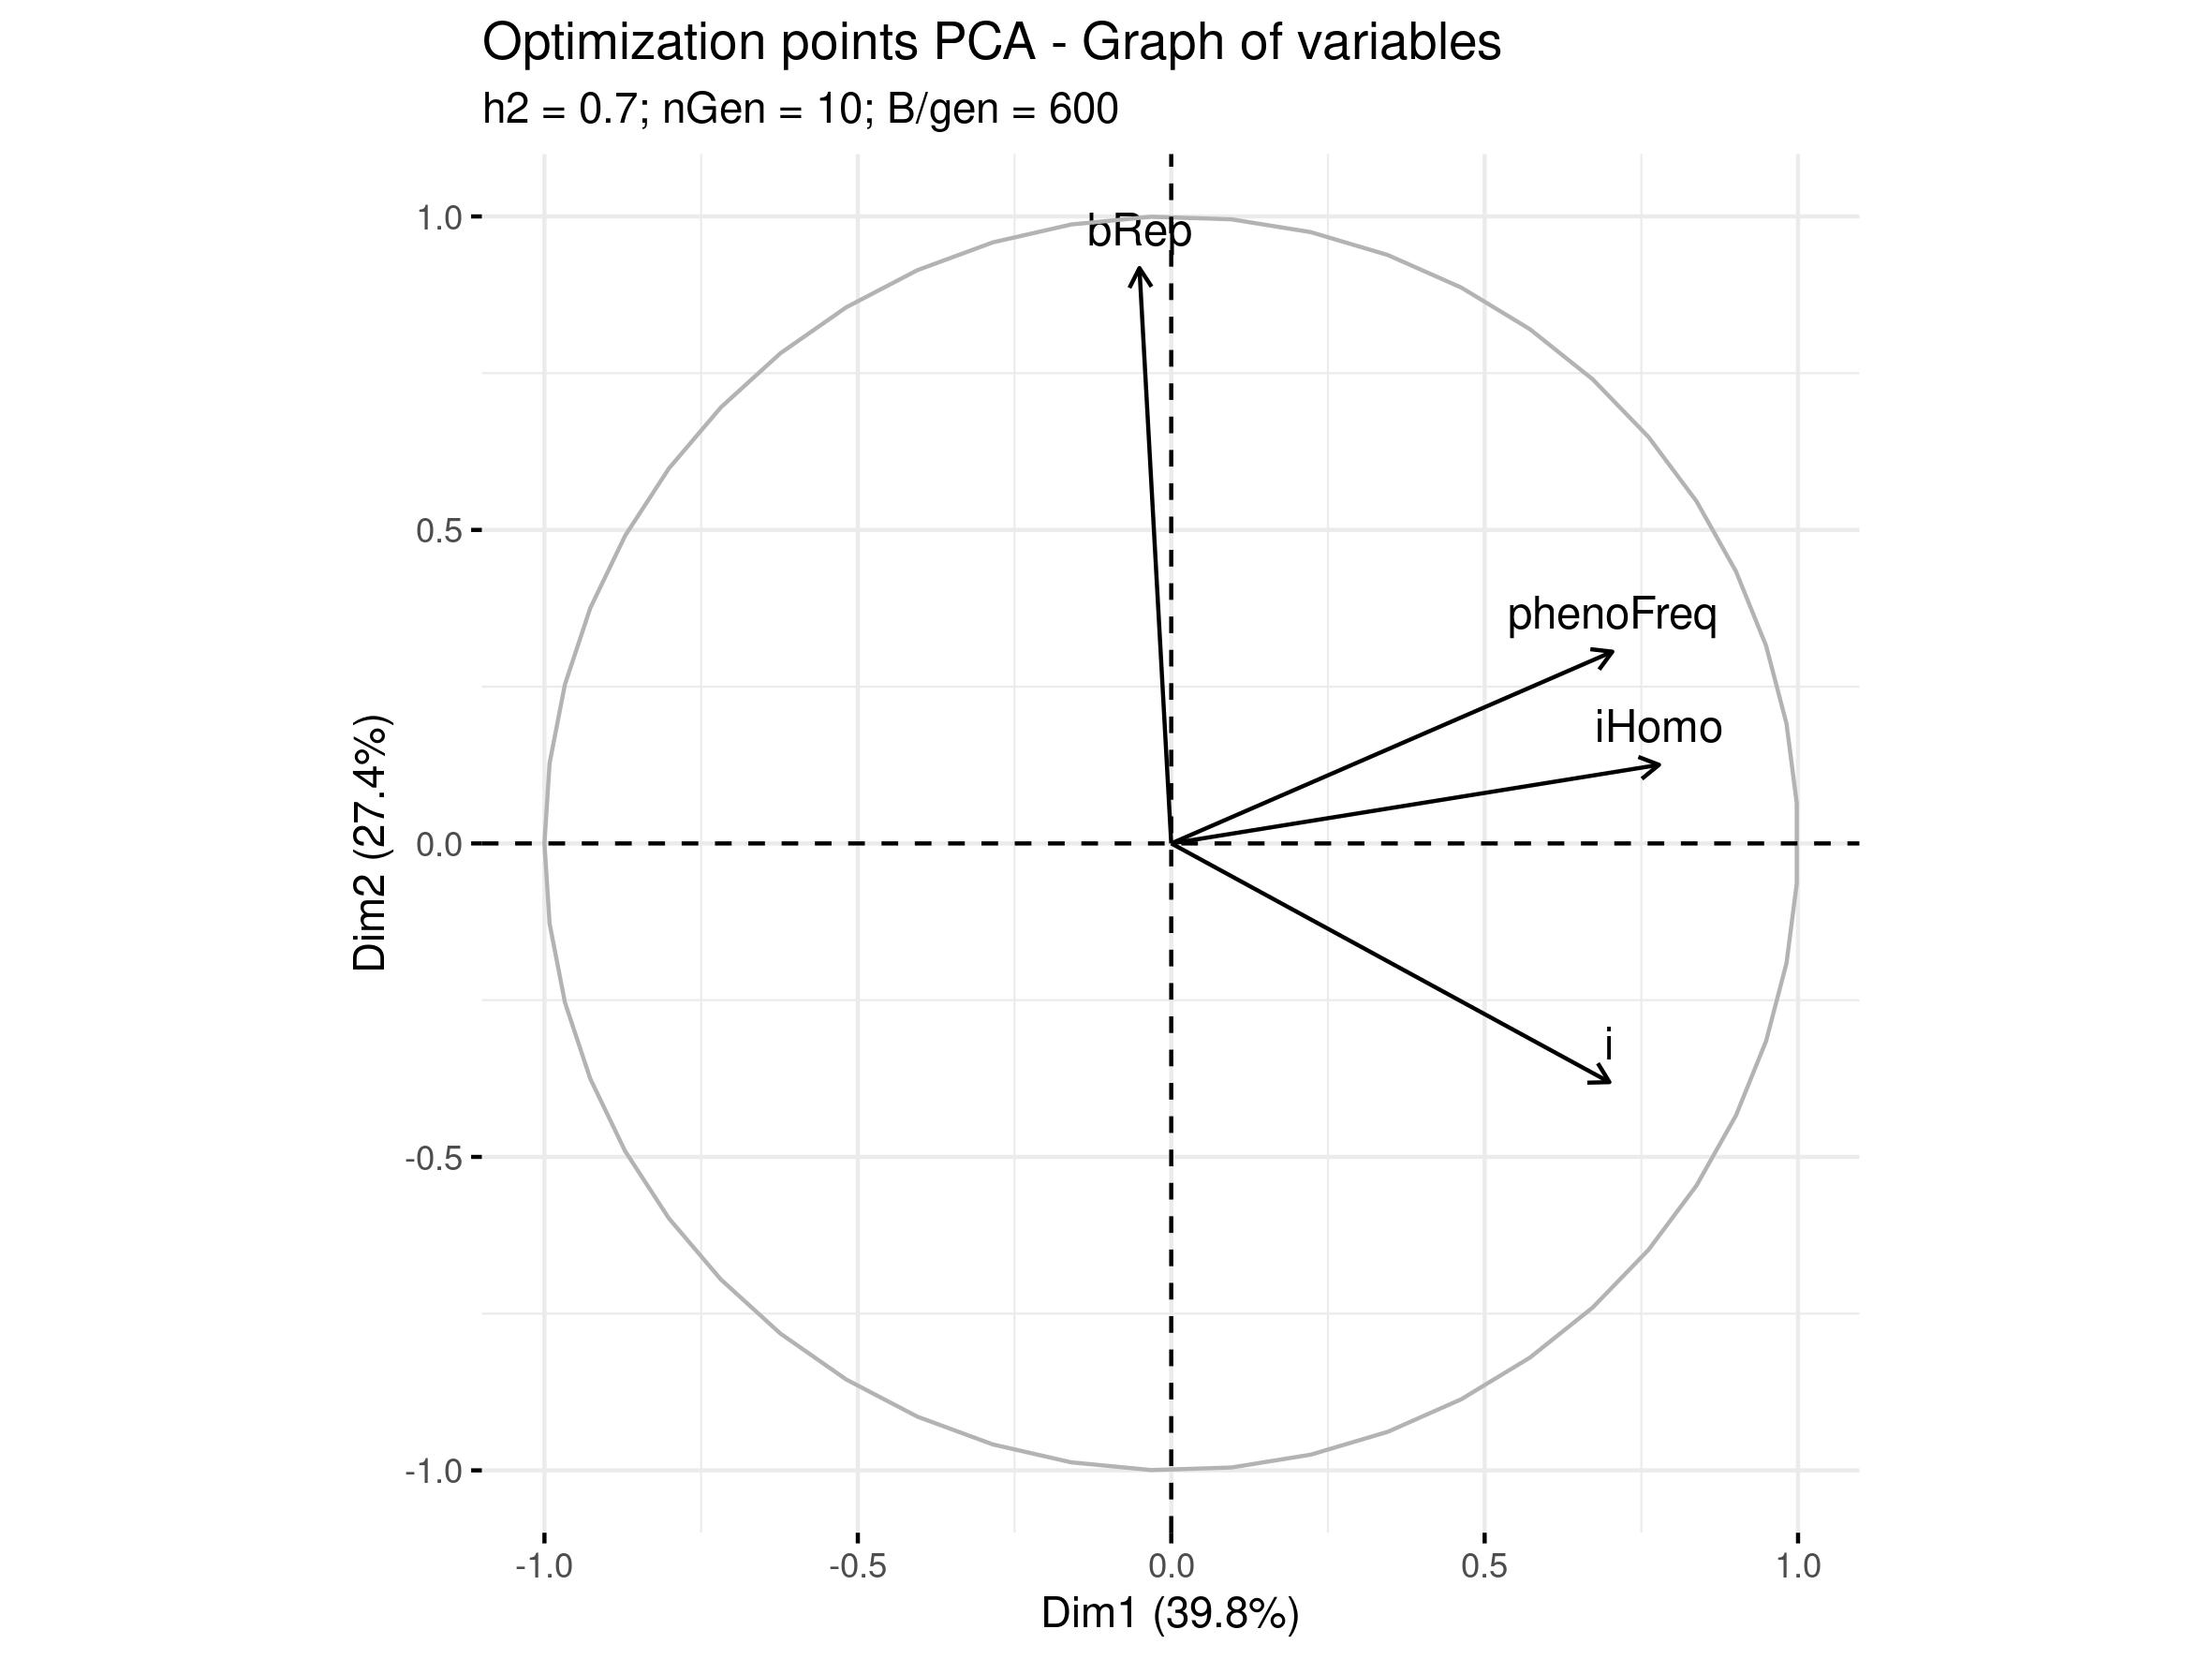 Optimization points PCA - Graph of variables
h2 = 0.7; nGen = 10; B/gen = 600
1.0
0.5
0.0
-0.5
-1.0
Dim2 (27.4%)
bRep
phenoFreq
iHomo
i
-1.0
-0.5
0.0
0.5
1.0
Dim1 (39.8%)